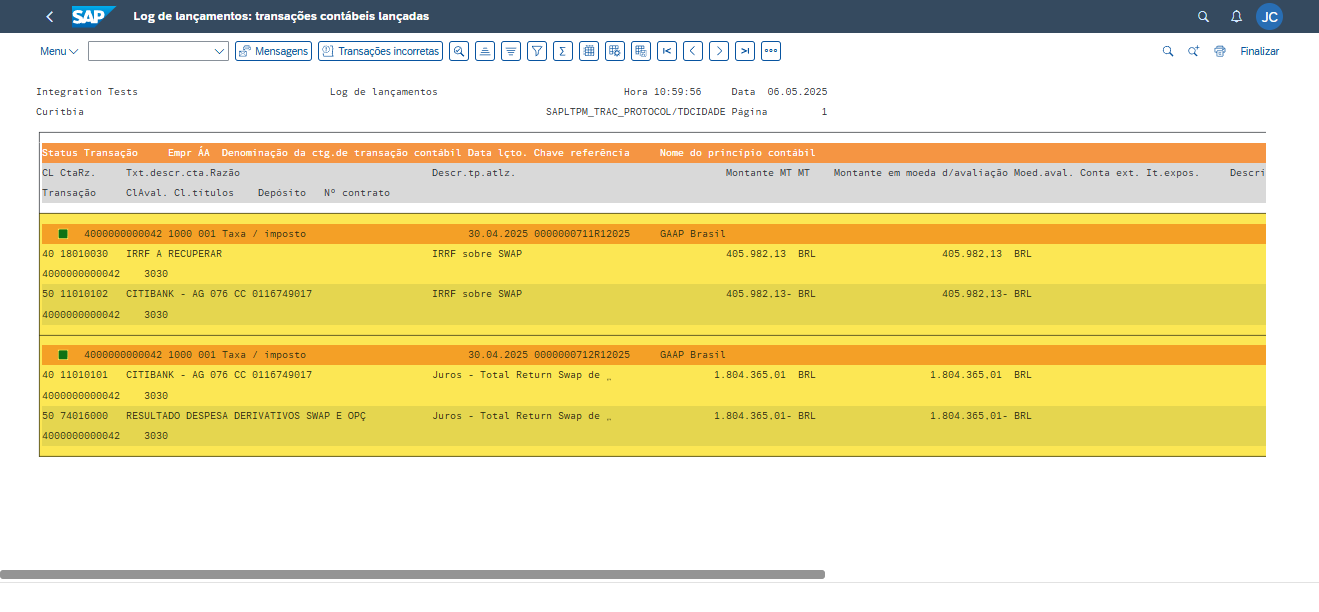 SAP Log de lançamentos: transações contábeis lançadas JC
Menu Mensagens Transações incorretas Finalizar
Integration Tests Log de lançamentos Hora 10:59:56 Data 06.05.2025
Curitbia SAPLTPM_TRAC_PROTOCOL/TDCIDADE Página 1
Status Transação Empr ÁA Denominação da ctg.de transação contábil Data lçto. Chave referência Nome do princípio contábil
CL CtaRz. Txt.descr.cta.Razão Descr.tp.atlz. Montante MT MT Montante em moeda d/avaliação Moed.aval. Conta ext. It.expos. Descri
Transação ClAval. Cl.títulos Depósito Nº contrato
4000000000042 1000 001 Taxa / imposto 30.04.2025 0000000711R12025 GAAP Brasil
40 18010030 IRRF A RECUPERAR IRRF sobre SWAP 405.982,13 BRL 405.982,13 BRL
4000000000042 3030
50 11010102 CITIBANK - AG 076 CC 0116749017 IRRF sobre SWAP 405.982,13- BRL 405.982,13- BRL
4000000000042 3030
4000000000042 1000 001 Taxa / imposto 30.04.2025 0000000712R12025 GAAP Brasil
40 11010101 CITIBANK - AG 076 CC 0116749017 Juros - Total Return Swap de „ 1.804.365,01 BRL 1.804.365,01 BRL
4000000000042 3030
50 74016000 RESULTADO DESPESA DERIVATIVOS SWAP E OPÇ Juros - Total Return Swap de „ 1.804.365,01- BRL 1.804.365,01- BRL
4000000000042 3030